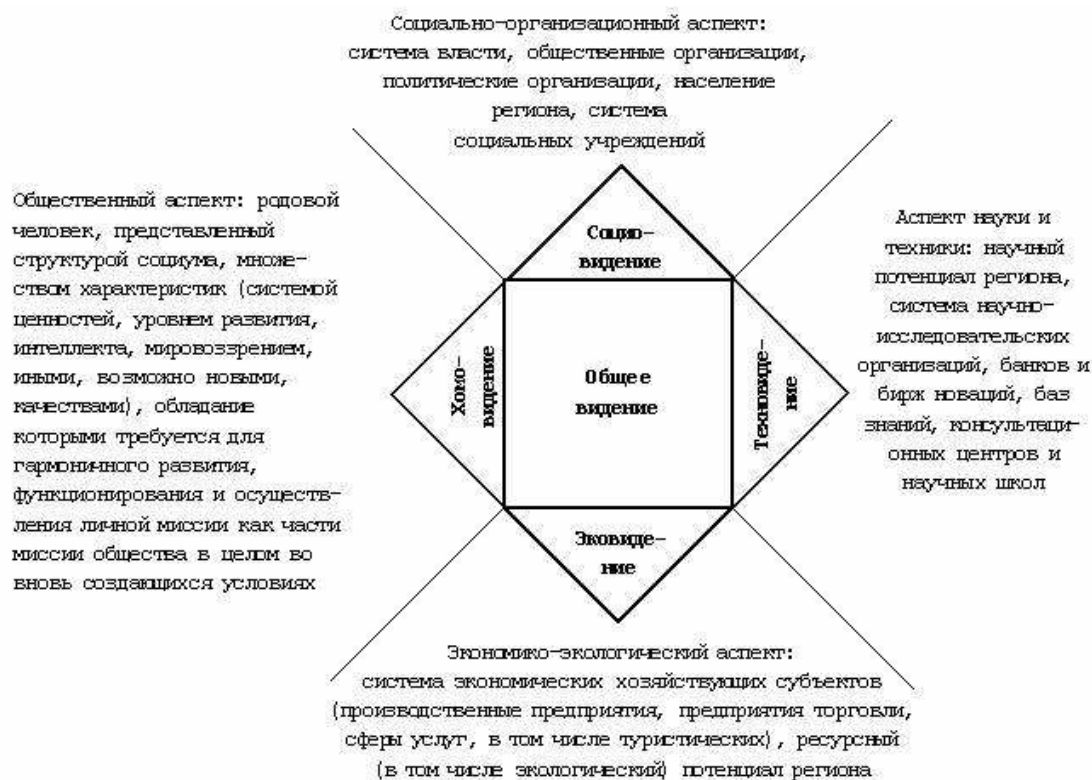 Социально-организационный аспект:
система власти, общественные организации,
политические организации, население
региона, система
социальных учреждений
Общественный аспект: родовой
человек, представленный
структурой социума, множе-
ством характеристик (системой
ценностей, уровнем развития,
интеллекта, мировоззрением,
иными, возможно новыми,
качествами), обладание
которыми требуется для
гармоничного развития,
функционирования и осуществ-
ления личной миссии как части
миссии общества в целом во
вновь создающихся условиях
Социо-
видение
Хомо-
видение
Общее
видение
Техновиде-
ние
Эковиде-
ние
Аспект науки и
техники: научный
потенциал региона,
система научно-
исследовательских
организаций, банков и
бирж новаций, баз
знаний, консультаци-
онных центров и
научных школ
Экономико-экологический аспект:
система экономических хозяйствующих субъектов
(производственные предприятия, предприятия торговли,
сферы услуг, в том числе туристических), ресурсный
(в том числе экологический) потенциал региона